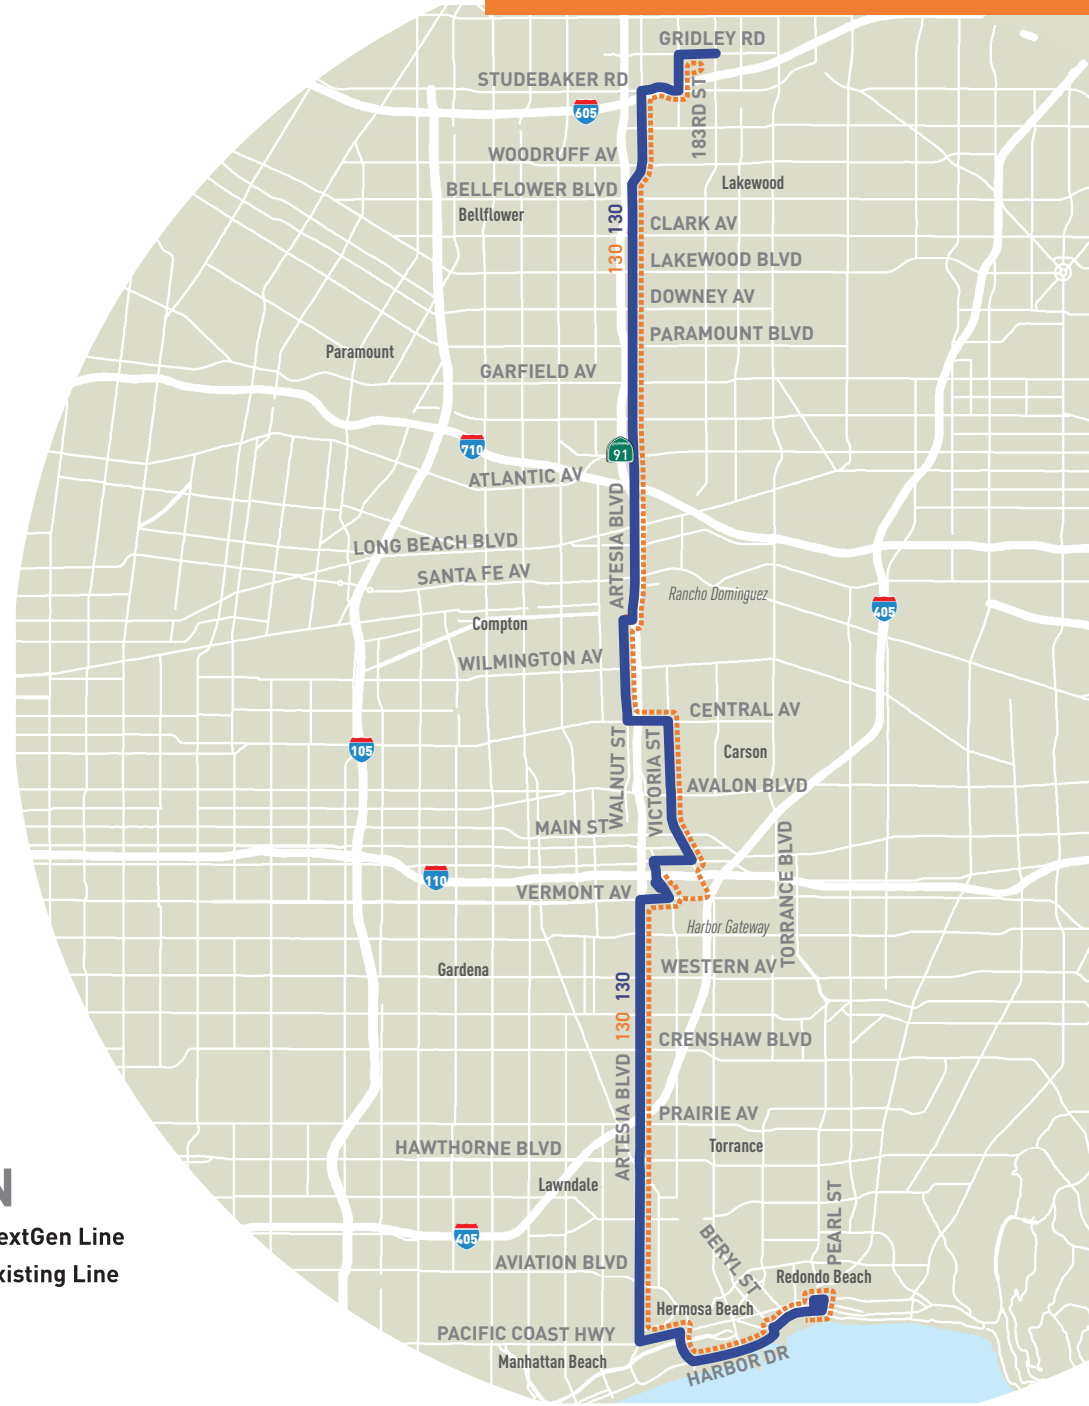 GRIDLEY RD
STUDEBAKER RD
605
183RD ST
WOODRUFF AV
Lakewood
BELLFLOWER BLVD
Bellflower
130 130
CLARK AV
LAKEWOOD BLVD
DOWNEY AV
PARAMOUNT BLVD
Paramount
GARFIELD AV
710
91
ATLANTIC AV
ARTESIA BLVD
LONG BEACH BLVD
SANTA FE AV
Rancho Dominguez
405
Compton
WILMINGTON AV
CENTRAL AV
105
WALNUT ST
VICTORIA ST
Carson
AVALON BLVD
MAIN ST
TORRANCE BLVD
110
VERMONT AV
Harbor Gateway
Gardena
WESTERN AV
130 130
CRENSHAW BLVD
ARTESIA BLVD
PRAIRIE AV
HAWTHORNE BLVD
Torrance
Lawndale
N
extGen Line
xisting Line
405
BERYL ST
PEARL ST
AVIATION BLVD
Redondo Beach
Hermosa Beach
PACIFIC COAST HWY
Manhattan Beach
HARBOR DR